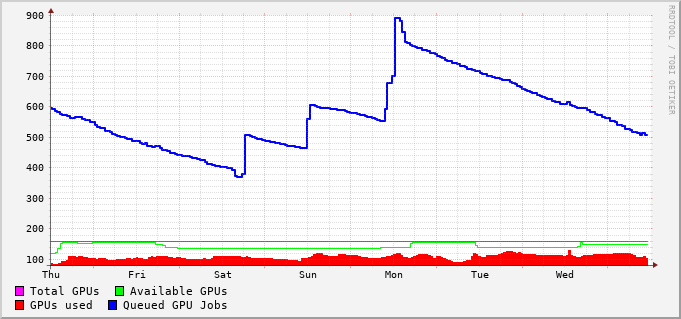 900
800
700
600
500
400
300
200
100
Thu Fri Sat Sun Mon Tue Wed
Total GPUs Available GPUs
GPUs used Queued GPU Jobs
RRDTOOL / TOBI OETIKER